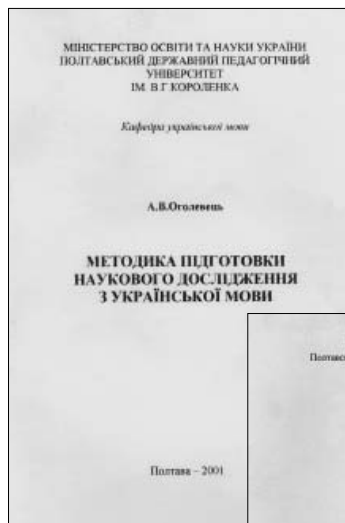 МІНІСТЕРСТВО ОСВІТИ ТА НАУКИ УКРАЇНИ
ПОЛТАВСЬКИЙ ДЕРЖАВНИЙ ПЕДАГОГІЧНИЙ
УНІВЕРСИТЕТ
ІМ. В.Г КОРОЛЕНКА
Кафедра української мови
А.В.Оголевець
МЕТОДИКА ПІДГОТОВКИ
НАУКОВОГО ДОСЛІДЖЕННЯ
З УКРАЇНСЬКОЇ МОВИ
Полтава – 2001